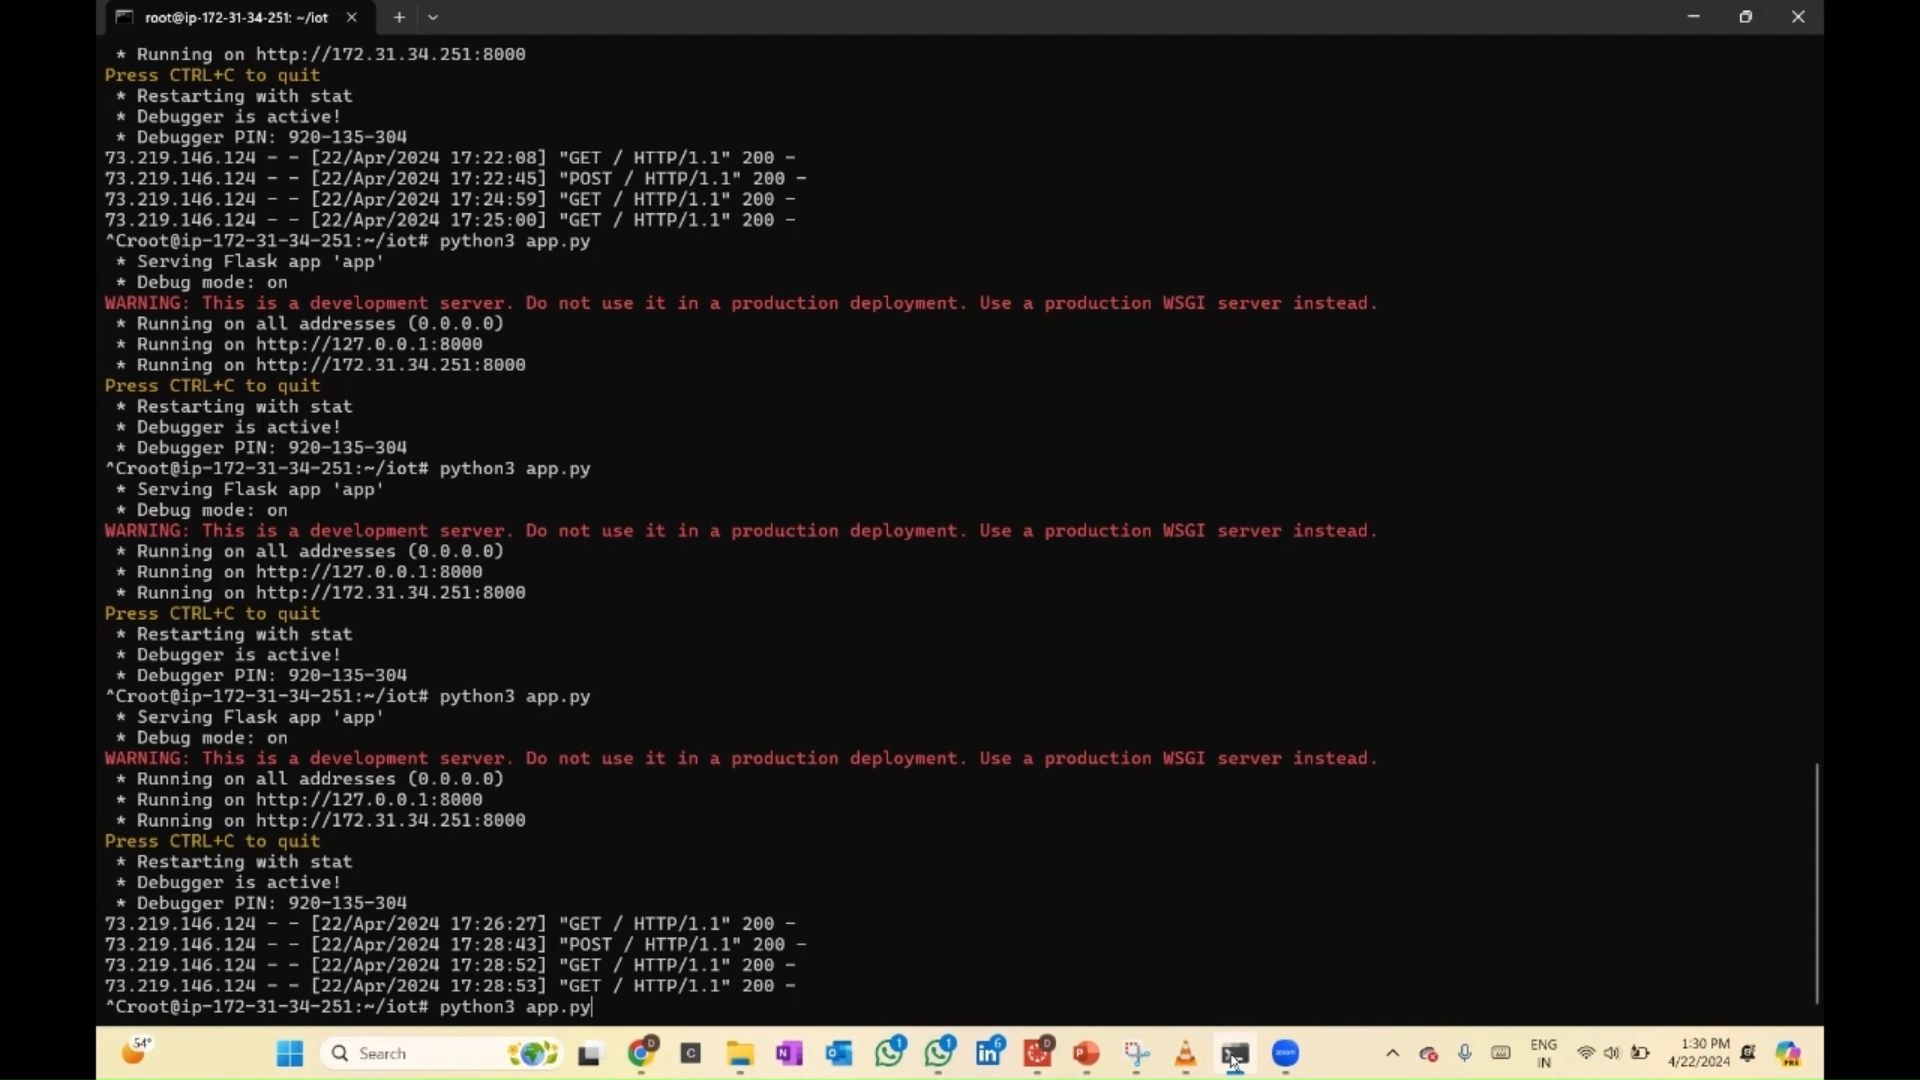 root@ip-172-31-34-251: ~/iot
* Running on http://172.31.34.251:8000
Press CTRL+C to quit
* Restarting with stat
* Debugger is active!
* Debugger PIN: 920-135-304
73.219.146.124 - - [22/Apr/2024 17:22:08] "GET / HTTP/1.1" 200 -
73.219.146.124 - - [22/Apr/2024 17:22:45] "POST / HTTP/1.1" 200 -
73.219.146.124 - - [22/Apr/2024 17:24:59] "GET / HTTP/1.1" 200 -
73.219.146.124 - - [22/Apr/2024 17:25:00] "GET / HTTP/1.1" 200 -
^Croot@ip-172-31-34-251:~/iot# python3 app.py
* Serving Flask app 'app'
* Debug mode: on
WARNING: This is a development server. Do not use it in a production deployment. Use a production WSGI server instead.
* Running on all addresses (0.0.0.0)
* Running on http://127.0.0.1:8000
* Running on http://172.31.34.251:8000
Press CTRL+C to quit
* Restarting with stat
* Debugger is active!
* Debugger PIN: 920-135-304
^Croot@ip-172-31-34-251:~/iot# python3 app.py
* Serving Flask app 'app'
* Debug mode: on
WARNING: This is a development server. Do not use it in a production deployment. Use a production WSGI server instead.
* Running on all addresses (0.0.0.0)
* Running on http://127.0.0.1:8000
* Running on http://172.31.34.251:8000
Press CTRL+C to quit
* Restarting with stat
* Debugger is active!
* Debugger PIN: 920-135-304
^Croot@ip-172-31-34-251:~/iot# python3 app.py
* Serving Flask app 'app'
* Debug mode: on
WARNING: This is a development server. Do not use it in a production deployment. Use a production WSGI server instead.
* Running on all addresses (0.0.0.0)
* Running on http://127.0.0.1:8000
* Running on http://172.31.34.251:8000
Press CTRL+C to quit
* Restarting with stat
* Debugger is active!
* Debugger PIN: 920-135-304
73.219.146.124 - - [22/Apr/2024 17:26:27] "GET / HTTP/1.1" 200 -
73.219.146.124 - - [22/Apr/2024 17:28:43] "POST / HTTP/1.1" 200 -
73.219.146.124 - - [22/Apr/2024 17:28:52] "GET / HTTP/1.1" 200 -
73.219.146.124 - - [22/Apr/2024 17:28:53] "GET / HTTP/1.1" 200 -
^Croot@ip-172-31-34-251:~/iot# python3 app.py
54°
Search
zoom
ENG
IN
1:30 PM
4/22/2024